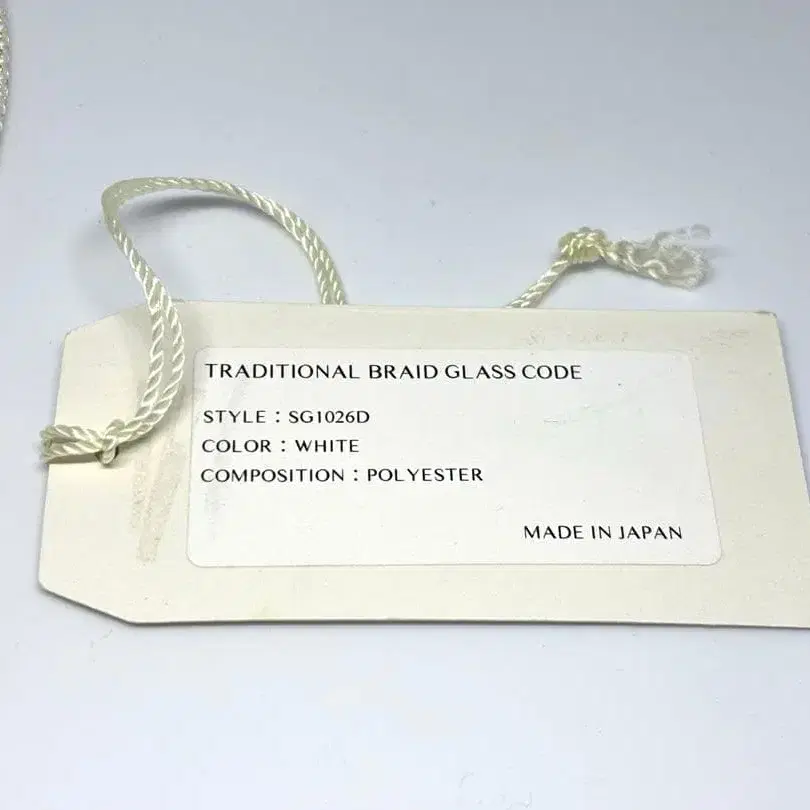 TRADITIONAL BRAID GLASS CODE
STYLE : SG1026D
COLOR : WHITE
COMPOSITION : POLYESTER
MADE IN JAPAN